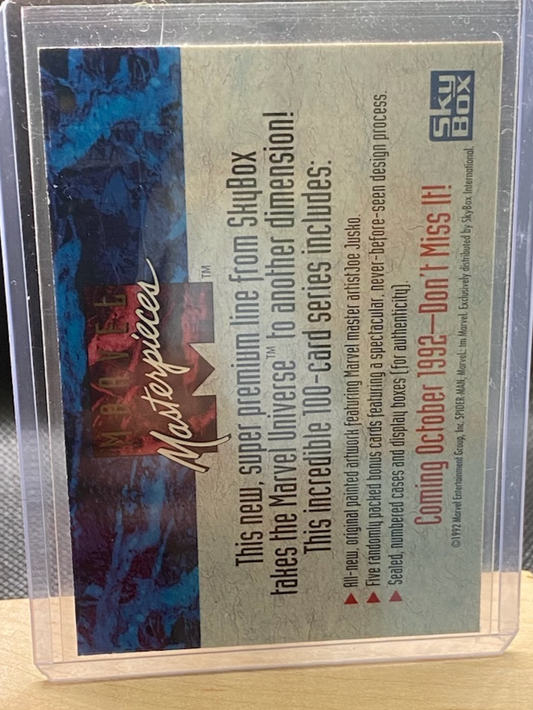 MARVEL
Masterpieces™
This new, super premium line from SkyBox
takes the Marvel Universe™ to another dimension!
This incredible 100-card series includes:
▶ All-new, original painted artwork featuring Marvel master artist Joe Jusko.
▶ Five randomly packed bonus cards featuring a spectacular, never-before-seen design process.
▶ Sealed, numbered cases and display boxes (for authenticity).
Coming October 1992—Don't Miss It!
©1992 Marvel Entertainment Group, Inc, SPIDER-MAN, Marvel: tm Marvel. Exclusively distributed by SkyBox International.
SkyBox